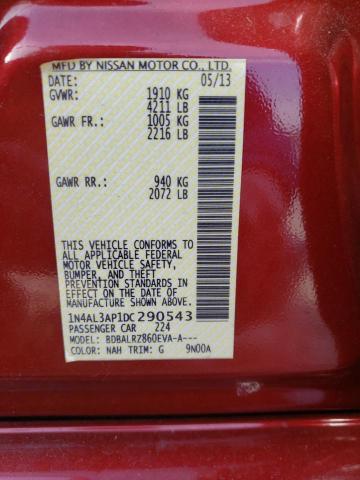 MFD BY NISSAN MOTOR CO., LTD.
DATE: 05/13
GVWR: 1910 KG
4211 LB
GAWR FR.: 1005 KG
2216 LB
GAWR RR.: 940 KG
2072 LB
THIS VEHICLE CONFORMS TO
ALL APPLICABLE FEDERAL
MOTOR VEHICLE SAFETY,
BUMPER, AND THEFT
PREVENTION STANDARDS IN
EFFECT ON THE DATE OF
MANUFACTURE SHOWN ABOVE.
1N4AL3AP1DC290543
PASSENGER CAR 224
MODEL: BDBALRZ860EVA-A---
COLOR: NAH TRIM: G 9N00A